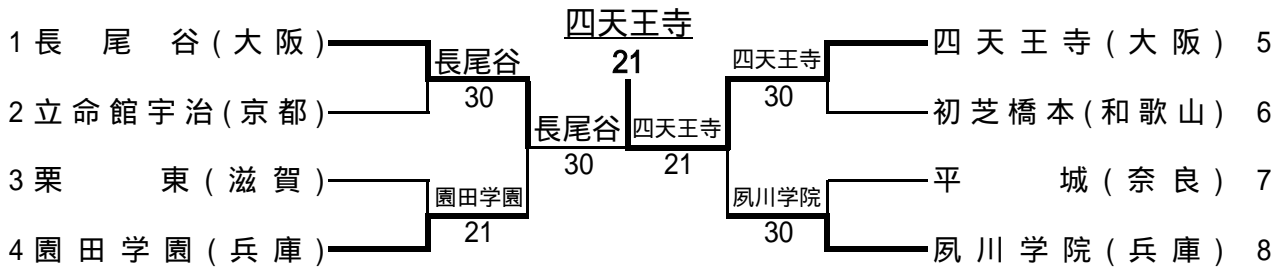 四天王寺
21
1 長尾谷(大阪)
2 立命館宇治(京都)
3 栗東(滋賀)
4 園田学園(兵庫)
長尾谷
30
園田学園
21
長尾谷
30
四天王寺
21
四天王寺
30
夙川学院
30
四天王寺(大阪) 5
初芝橋本(和歌山) 6
平城(奈良) 7
夙川学院(兵庫) 8